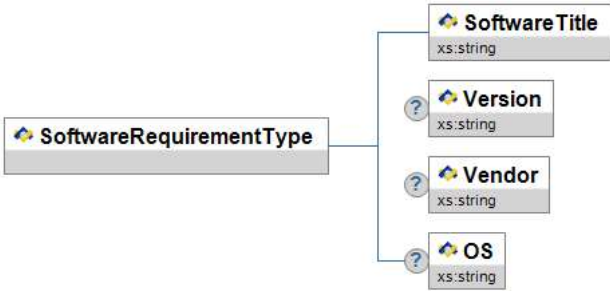 SoftwareTitle
xs:string
? Version
xs:string
SoftwareRequirementType
? Vendor
xs:string
? OS
xs:string